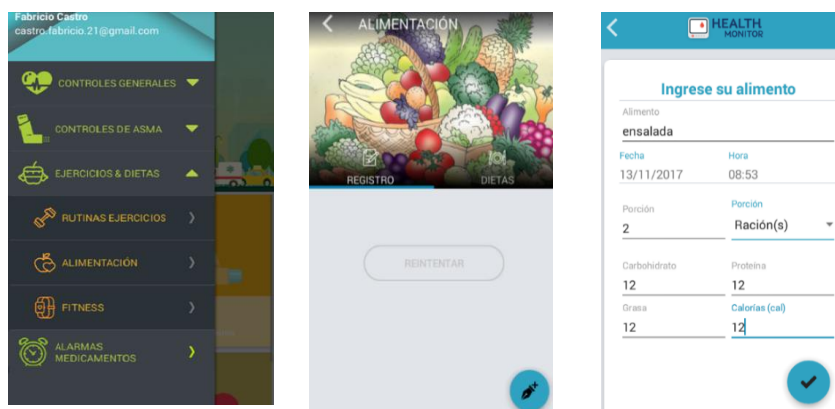 Fabricio Castro
castro.fabricio.21@gmail.com
CONTROLES GENERALES
CONTROLES DE ASMA
EJERCICIOS & DIETAS
RUTINAS EJERCICIOS
ALIMENTACIÓN
FITNESS
ALARMAS
MEDICAMENTOS
ALIMENTACIÓN
REGISTRO DIETAS
REINTENTAR
HEALTH
MONITOR
Ingrese su alimento
Alimento
ensalada
Fecha Hora
13/11/2017 08:53
Porción Porción
2 Ración(s)
Carbohidrato Proteína
12 12
Grasa Calorías (cal)
12 12